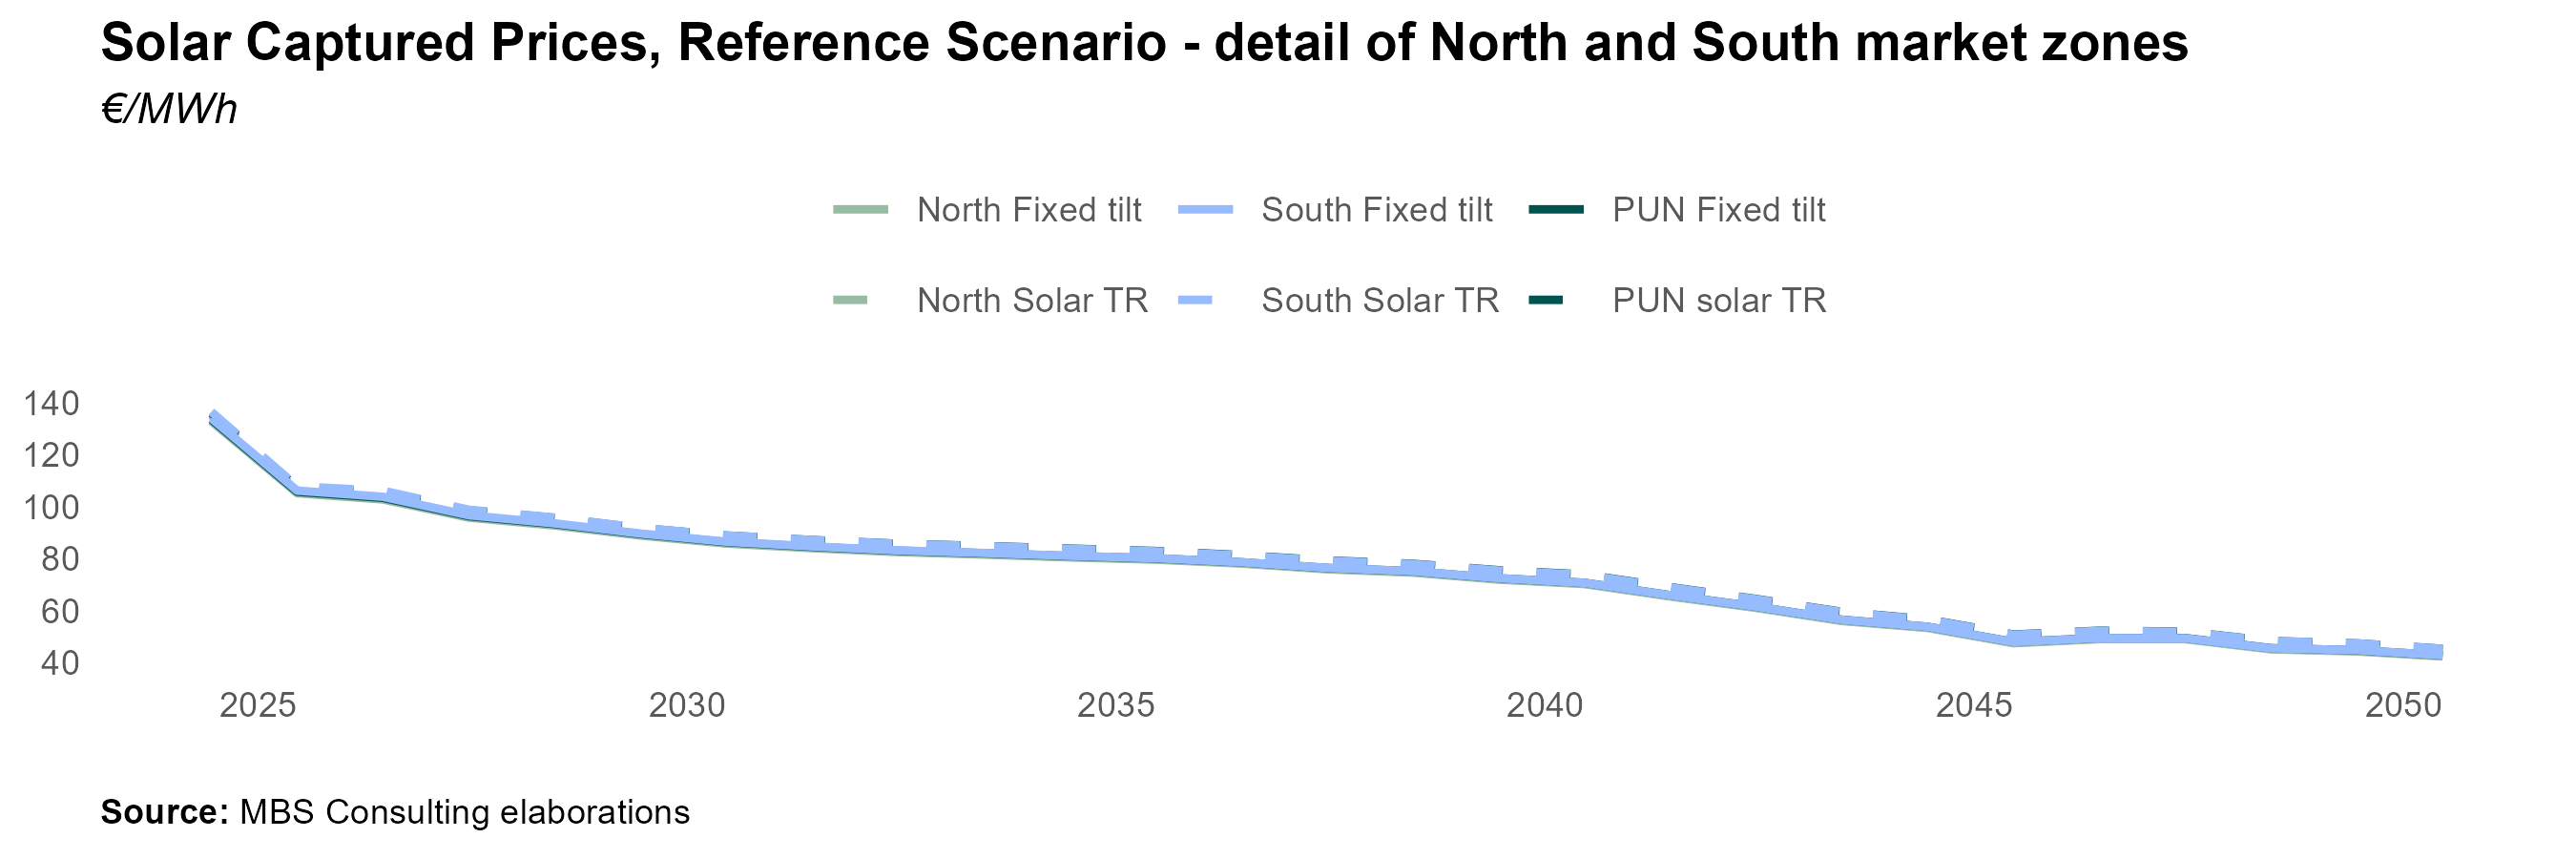 Solar Captured Prices, Reference Scenario - detail of North and South market zones
€/MWh
North Fixed tilt South Fixed tilt PUN Fixed tilt
North Solar TR South Solar TR PUN solar TR
140
120
100
80
60
40
2025 2030 2035 2040 2045 2050
Source: MBS Consulting elaborations